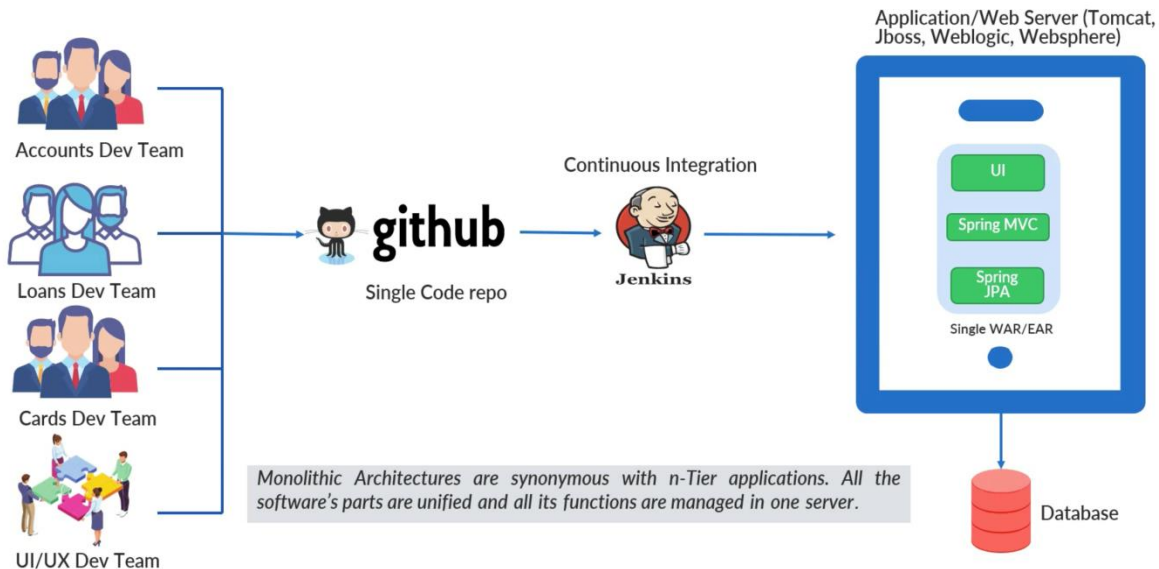 Application/Web Server (Tomcat,
Jboss, Weblogic, Websphere)
Accounts Dev Team
Loans Dev Team
Cards Dev Team
UI/UX Dev Team
github
Single Code repo
Continuous Integration
Jenkins
UI
Spring MVC
Spring
JPA
Single WAR/EAR
Monolithic Architectures are synonymous with n-Tier applications. All the
software's parts are unified and all its functions are managed in one server.
Database